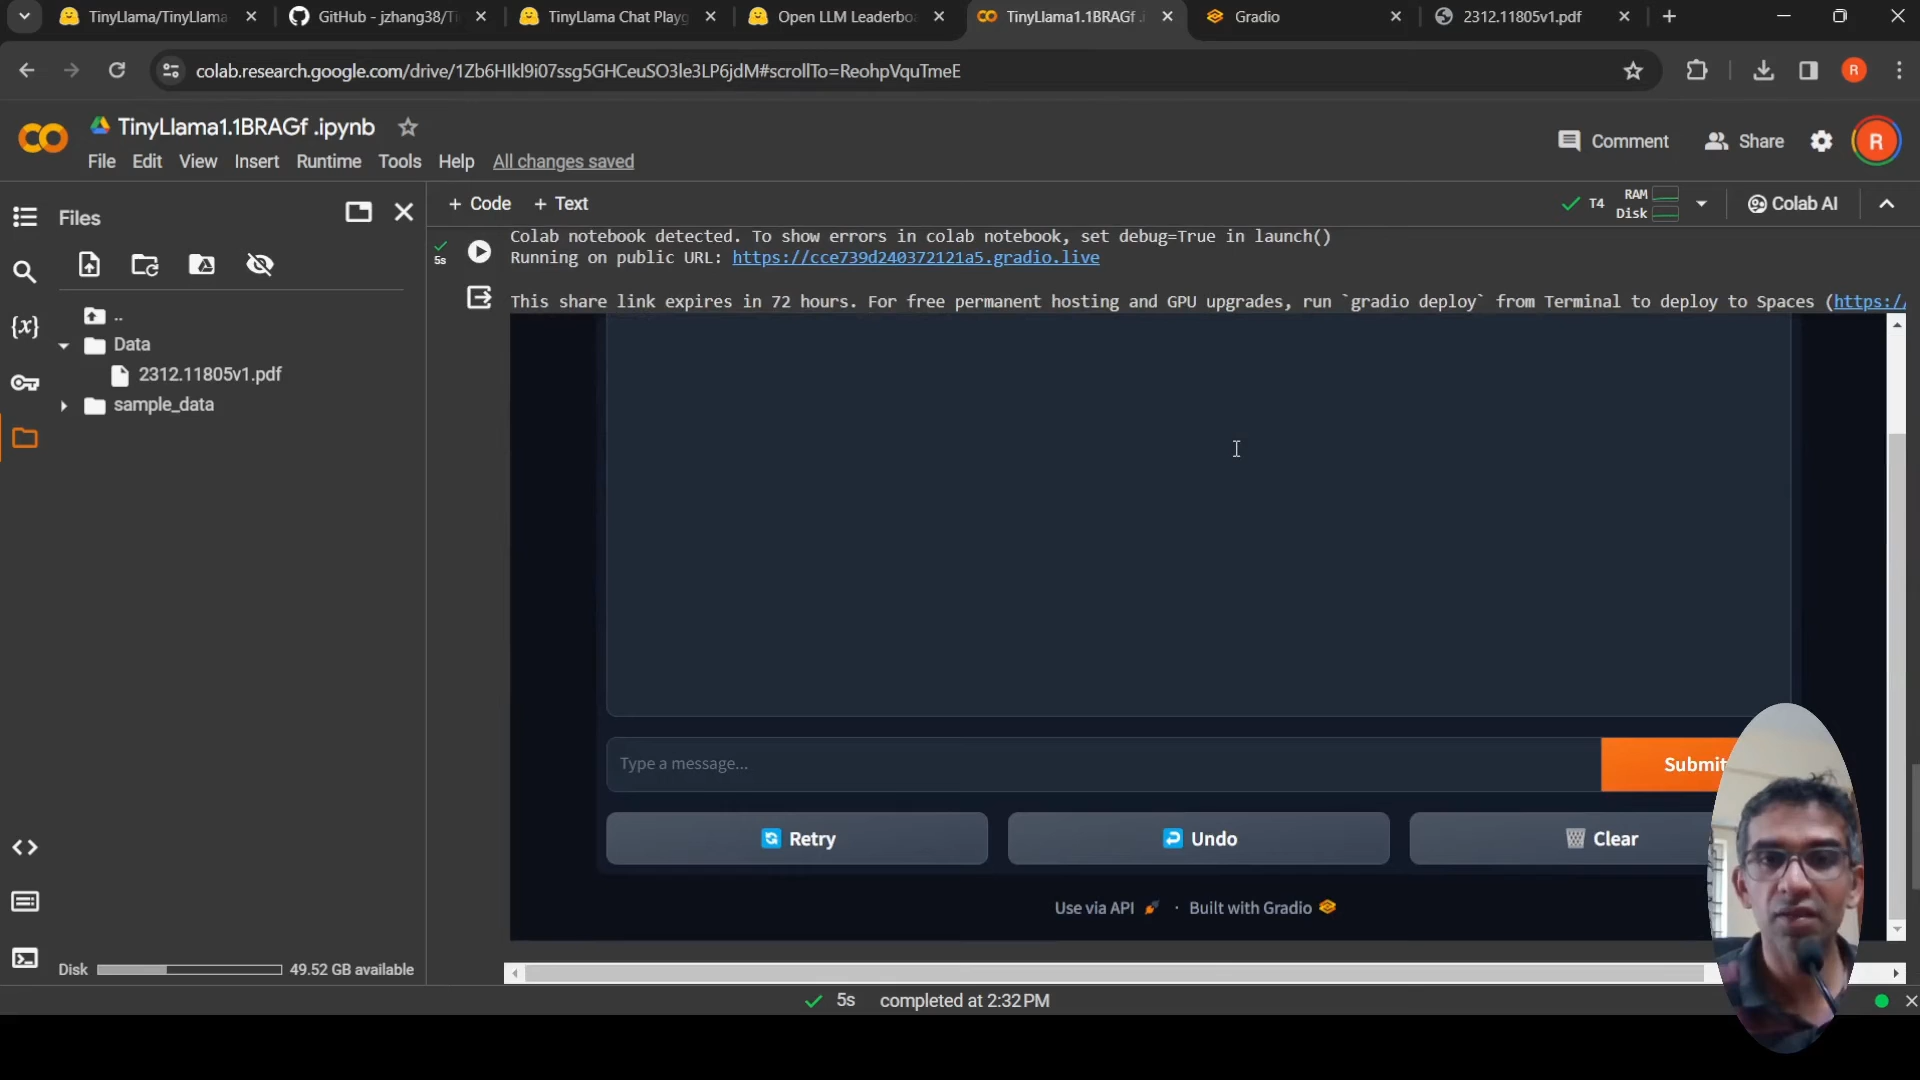 TinyLlama/TinyLlama
GitHub - jzhang38/Ti
TinyLlama Chat Playg
Open LLM Leaderbo
TinyLlama1.1BRAGf .i
Gradio
2312.11805v1.pdf
colab.research.google.com/drive/1Zb6HIkl9i07ssg5GHCeuSO3le3LP6jdM#scrollTo=ReohpVquTmeE
R
TinyLlama1.1BRAGf .ipynb
Comment
Share
R
File Edit View Insert Runtime Tools Help All changes saved
Files
+ Code + Text
T4
RAM
Disk
Colab AI
Colab notebook detected. To show errors in colab notebook, set debug=True in launch()
5s
Running on public URL: https://cce739d240372121a5.gradio.live
This share link expires in 72 hours. For free permanent hosting and GPU upgrades, run `gradio deploy` from Terminal to deploy to Spaces (https:/
..
Data
2312.11805v1.pdf
sample_data
{x}
Type a message...
Submit
Retry
Undo
Clear
Use via API · Built with Gradio
Disk 49.52 GB available
5s completed at 2:32 PM